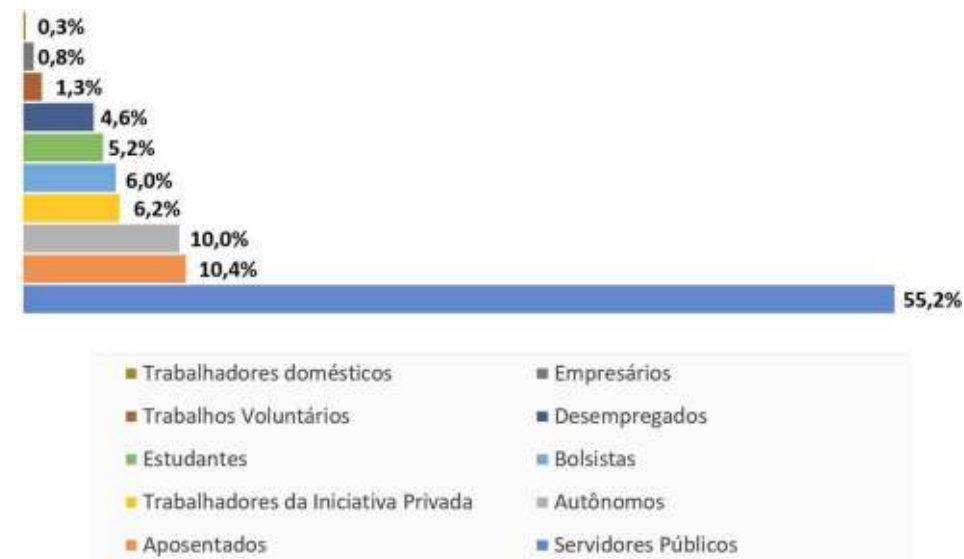 0,3%
0,8%
1,3%
4,6%
5,2%
6,0%
6,2%
10,0%
10,4%
55,2%
Trabalhadores domésticos
Empresários
Trabalhos Voluntários
Desempregados
Estudantes
Bolsistas
Trabalhadores da Iniciativa Privada
Autônomos
Aposentados
Servidores Públicos